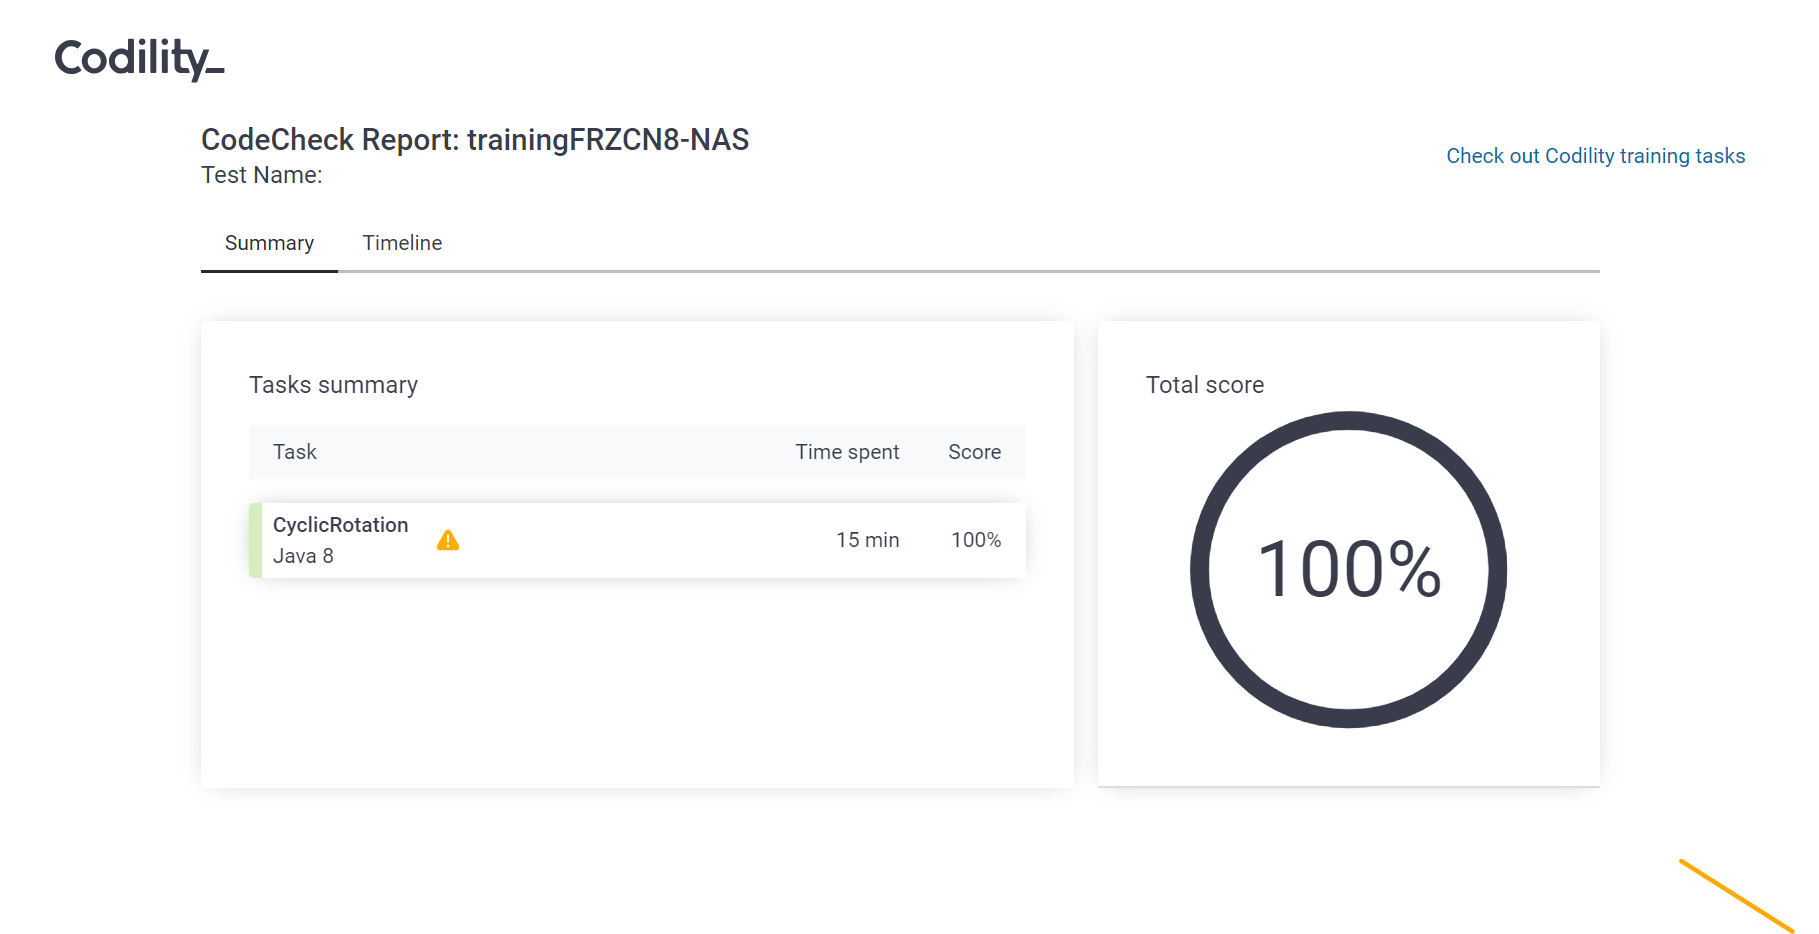 Codility_
CodeCheck Report: trainingFRZCN8-NAS
Test Name:
Check out Codility training tasks
Summary Timeline
Tasks summary
Task Time spent Score
CyclicRotation
Java 8
15 min 100%
Total score
100%